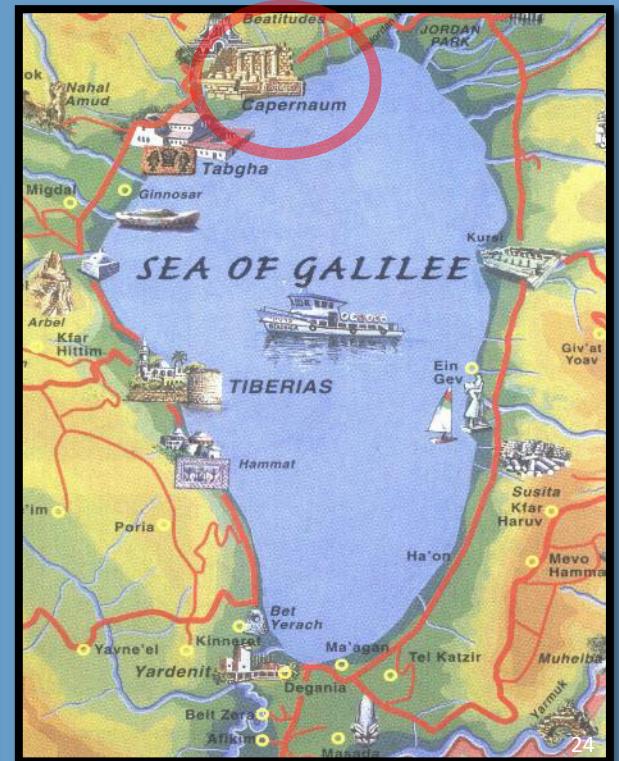 Beatitudes
JORDAN
PARK
Nahal
Amud
Capernaum
Tabgha
Migdal
Ginnosar
Kursi
SEA OF GALILEE
Arbel
Kfar
Hittim
Giv'at
Yoav
Ein
Gev
TIBERIAS
Hammat
Susita
Kfar
Haruv
Poria
Ha'on
Mevo
Hamma
Bet
Yerach
Kinneret
Yavne'el
Ma'agan
Tel Katzir
Muheiba
Yardenit
Degania
Beit Zera
Afikim
Masada
Yarmuk
24